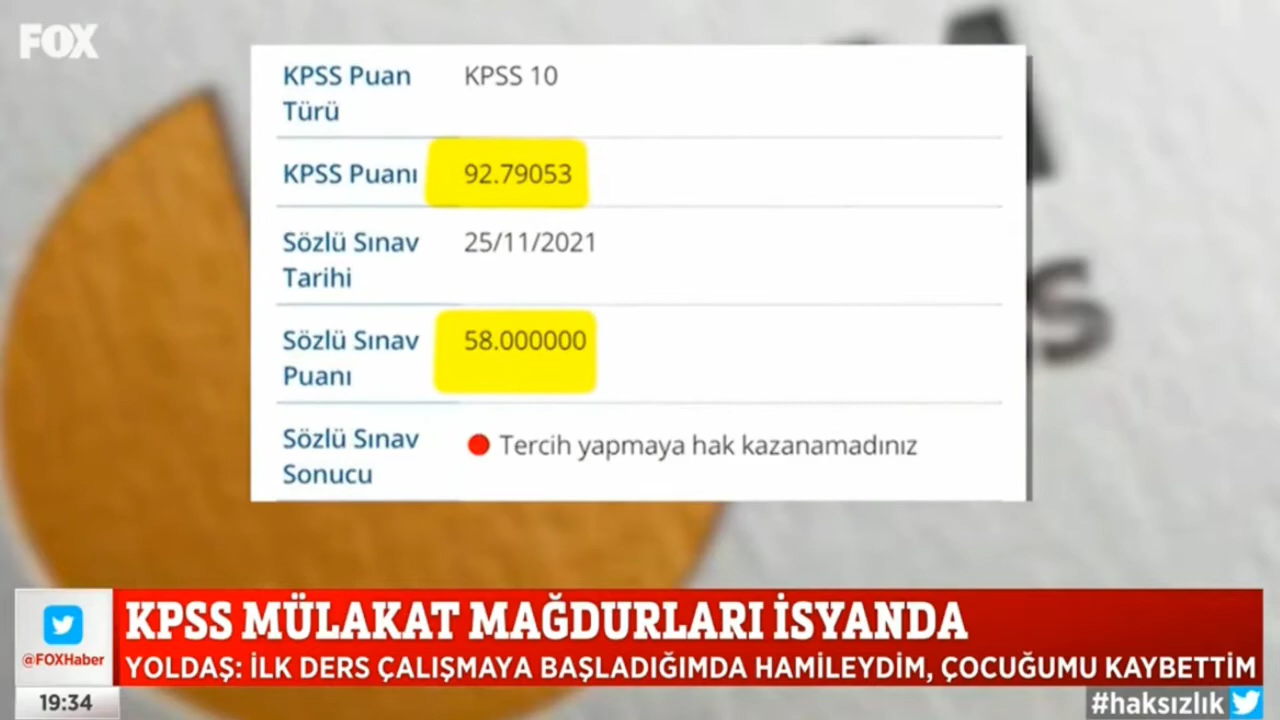 FOX
KPSS Puan
Türü
KPSS 10
KPSS Puanı
92.79053
Sözlü Sınav
Tarihi
25/11/2021
Sözlü Sınav
Puanı
58.000000
Sözlü Sınav
Sonucu
Tercih yapmaya hak kazanamadınız
KPSS MÜLAKAT MAĞDURLARI İSYANDA
@FOXHaber
YOLDAŞ: İLK DERS ÇALIŞMAYA BAŞLADIĞIMDA HAMİLEYDİM, ÇOCUĞUMU KAYBETTİM
19:34
#haksızlık